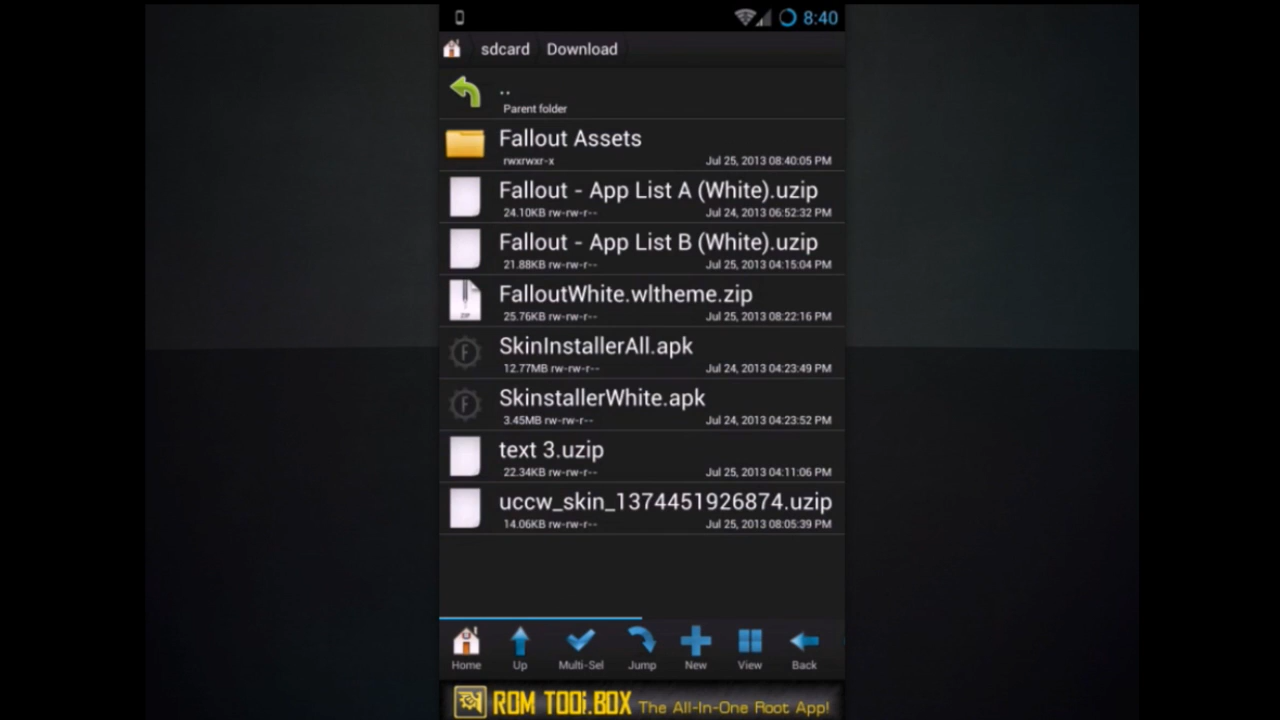 8:40
sdcard Download
..
Parent folder
Fallout Assets
rwxrwxr-x Jul 25, 2013 08:40:05 PM
Fallout - App List A (White).uzip
24.10KB rw-rw-r-- Jul 24, 2013 06:52:32 PM
Fallout - App List B (White).uzip
21.88KB rw-rw-r-- Jul 25, 2013 04:15:04 PM
FalloutWhite.wltheme.zip
ZIP 25.76KB rw-rw-r-- Jul 25, 2013 08:22:16 PM
SkinInstallerAll.apk
F
12.77MB rw-rw-r-- Jul 24, 2013 04:23:49 PM
SkinstallerWhite.apk
F
3.45MB rw-rw-r-- Jul 24, 2013 04:23:52 PM
text 3.uzip
22.34KB rw-rw-r-- Jul 25, 2013 04:11:06 PM
uccw_skin_1374451926874.uzip
14.06KB rw-rw-r-- Jul 25, 2013 08:05:39 PM
Home Up Multi-Sel Jump New View Back
ROM TOOLBOX The All-In-One Root App!